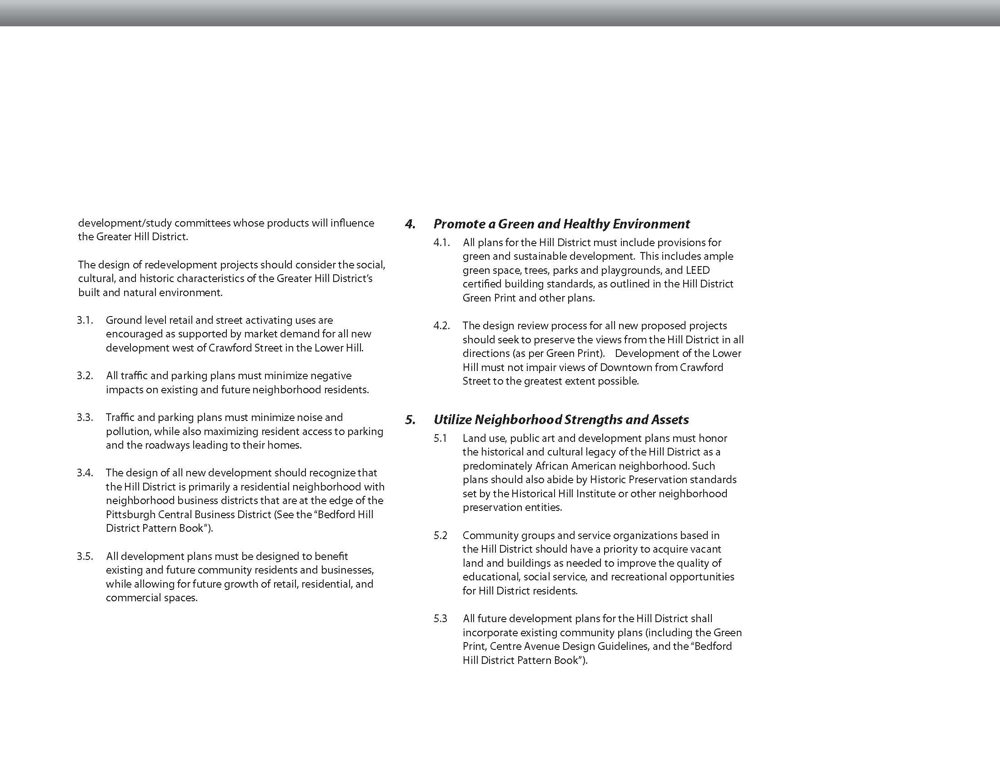 development/study committees whose products will influence
the Greater Hill District.
The design of redevelopment projects should consider the social,
cultural, and historic characteristics of the Greater Hill District’s
built and natural environment.
3.1. Ground level retail and street activating uses are
encouraged as supported by market demand for all new
development west of Crawford Street in the Lower Hill.
3.2. All traffic and parking plans must minimize negative
impacts on existing and future neighborhood residents.
3.3. Traffic and parking plans must minimize noise and
pollution, while also maximizing resident access to parking
and the roadways leading to their homes.
3.4. The design of all new development should recognize that
the Hill District is primarily a residential neighborhood with
neighborhood business districts that are at the edge of the
Pittsburgh Central Business District (See the “Bedford Hill
District Pattern Book”).
3.5. All development plans must be designed to benefit
existing and future community residents and businesses,
while allowing for future growth of retail, residential, and
commercial spaces.
4. Promote a Green and Healthy Environment
4.1. All plans for the Hill District must include provisions for
green and sustainable development. This includes ample
green space, trees, parks and playgrounds, and LEED
certified building standards, as outlined in the Hill District
Green Print and other plans.
4.2. The design review process for all new proposed projects
should seek to preserve the views from the Hill District in all
directions (as per Green Print). Development of the Lower
Hill must not impair views of Downtown from Crawford
Street to the greatest extent possible.
5. Utilize Neighborhood Strengths and Assets
5.1 Land use, public art and development plans must honor
the historical and cultural legacy of the Hill District as a
predominately African American neighborhood. Such
plans should also abide by Historic Preservation standards
set by the Historical Hill Institute or other neighborhood
preservation entities.
5.2 Community groups and service organizations based in
the Hill District should have a priority to acquire vacant
land and buildings as needed to improve the quality of
educational, social service, and recreational opportunities
for Hill District residents.
5.3 All future development plans for the Hill District shall
incorporate existing community plans (including the Green
Print, Centre Avenue Design Guidelines, and the “Bedford
Hill District Pattern Book”).